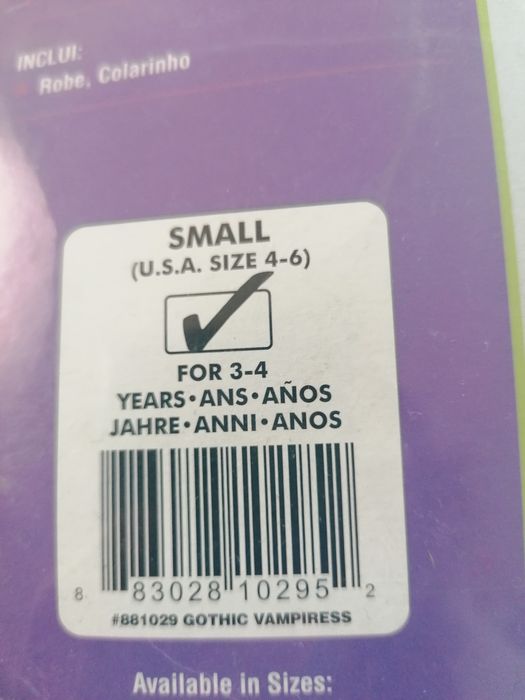 INCLUI:
Robe, Colarinho
SMALL
(U.S.A. SIZE 4-6)
FOR 3-4
YEARS•ANS•AÑOS
JAHRE•ANNI•ANOS
8 83028 10295 2
#881029 GOTHIC VAMPIRESS
Available in Sizes: